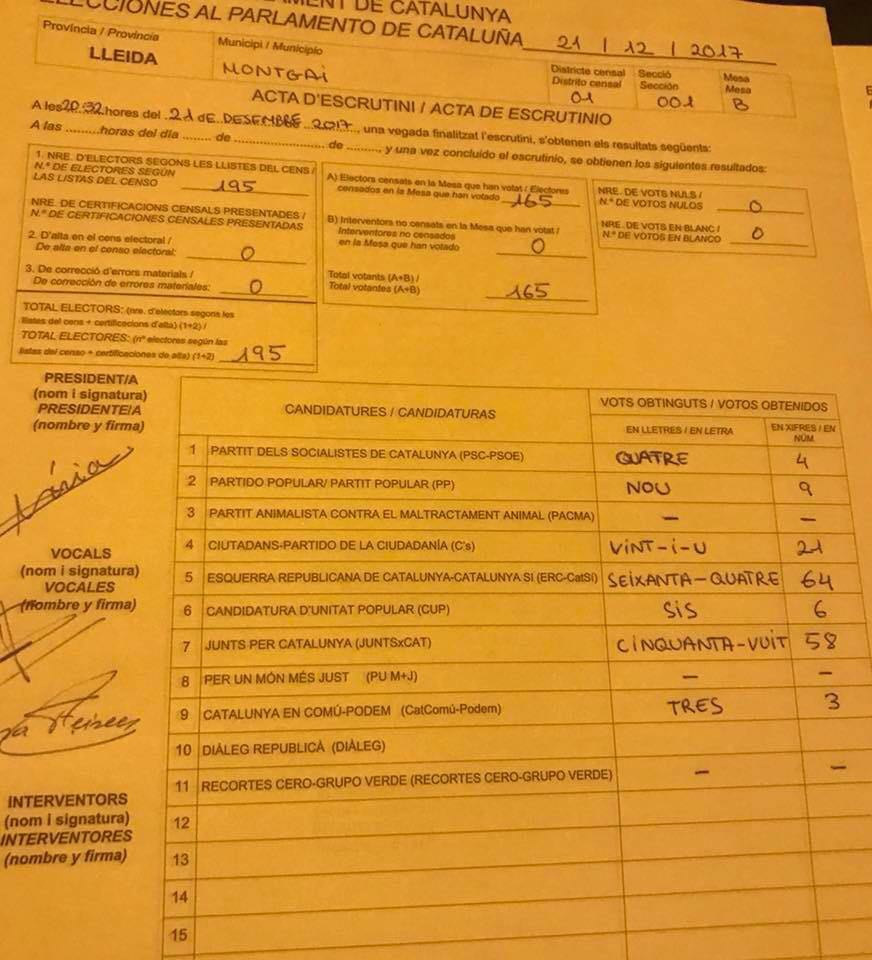 MENT DE CATALUNYA
ELECCIONES AL PARLAMENTO DE CATALUÑA 21 / 12 / 2017
Província / Provincia
LLEIDA
Municipi / Municipio
MONTGAI
Districte censal
Distrito censal
01
Secció
Sección
001
Mesa
Mesa
B
ACTA D'ESCRUTINI / ACTA DE ESCRUTINIO
A les 20:32 hores del 21 dE DESEMBRE 2017, una vegada finalitzat l'escrutini, s'obtenen els resultats següents:
A las ........ horas del día ........ de ........................ de ........ y una vez concluído el escrutinio, se obtienen los siguientes resultados:
1. NRE. D'ELECTORS SEGONS LES LLISTES DEL CENS /
N.º DE ELECTORES SEGÚN
LAS LISTAS DEL CENSO 195
NRE. DE CERTIFICACIONS CENSALS PRESENTADES /
N.º DE CERTIFICACIONES CENSALES PRESENTADAS
2. D'alta en el cens electoral /
De alta en el censo electoral: 0
3. De correcció d'errors materials /
De corrección de errores materiales: 0
TOTAL ELECTORS: (nre. d'electors segons les
llistes del cens + certificacions d'alta) (1+2) /
TOTAL ELECTORES: (nº electores según las
listas del censo + certificaciones de alta) (1+2) 195
A) Electors censats en la Mesa que han votat / Electores
censados en la Mesa que han votado 165
B) Interventors no censats en la Mesa que han votat /
Interventores no censados
en la Mesa que han votado 0
Total votants (A+B) /
Total votantes (A+B) 165
NRE. DE VOTS NULS /
N.º DE VOTOS NULOS 0
NRE. DE VOTS EN BLANC /
N.º DE VOTOS EN BLANCO 0
PRESIDENT/A
(nom i signatura)
PRESIDENTE/A
(nombre y firma)
VOCALS
(nom i signatura)
VOCALES
(nombre y firma)
INTERVENTORS
(nom i signatura)
INTERVENTORES
(nombre y firma)
CANDIDATURES / CANDIDATURAS
VOTS OBTINGUTS / VOTOS OBTENIDOS
EN LLETRES / EN LETRA
EN XIFRES / EN NÚM.
1 PARTIT DELS SOCIALISTES DE CATALUNYA (PSC-PSOE) QUATRE 4
2 PARTIDO POPULAR/ PARTIT POPULAR (PP) NOU 9
3 PARTIT ANIMALISTA CONTRA EL MALTRACTAMENT ANIMAL (PACMA) — —
4 CIUTADANS-PARTIDO DE LA CIUDADANÍA (C's) VINT-I-U 21
5 ESQUERRA REPUBLICANA DE CATALUNYA-CATALUNYA SÍ (ERC-CatSí) SEIXANTA-QUATRE 64
6 CANDIDATURA D'UNITAT POPULAR (CUP) SIS 6
7 JUNTS PER CATALUNYA (JUNTSxCAT) CINQUANTA-VUIT 58
8 PER UN MÓN MÉS JUST (PU M+J) — —
9 CATALUNYA EN COMÚ-PODEM (CatComú-Podem) TRES 3
10 DIÀLEG REPUBLICÀ (DIÀLEG)
11 RECORTES CERO-GRUPO VERDE (RECORTES CERO-GRUPO VERDE) — —
12
13
14
15